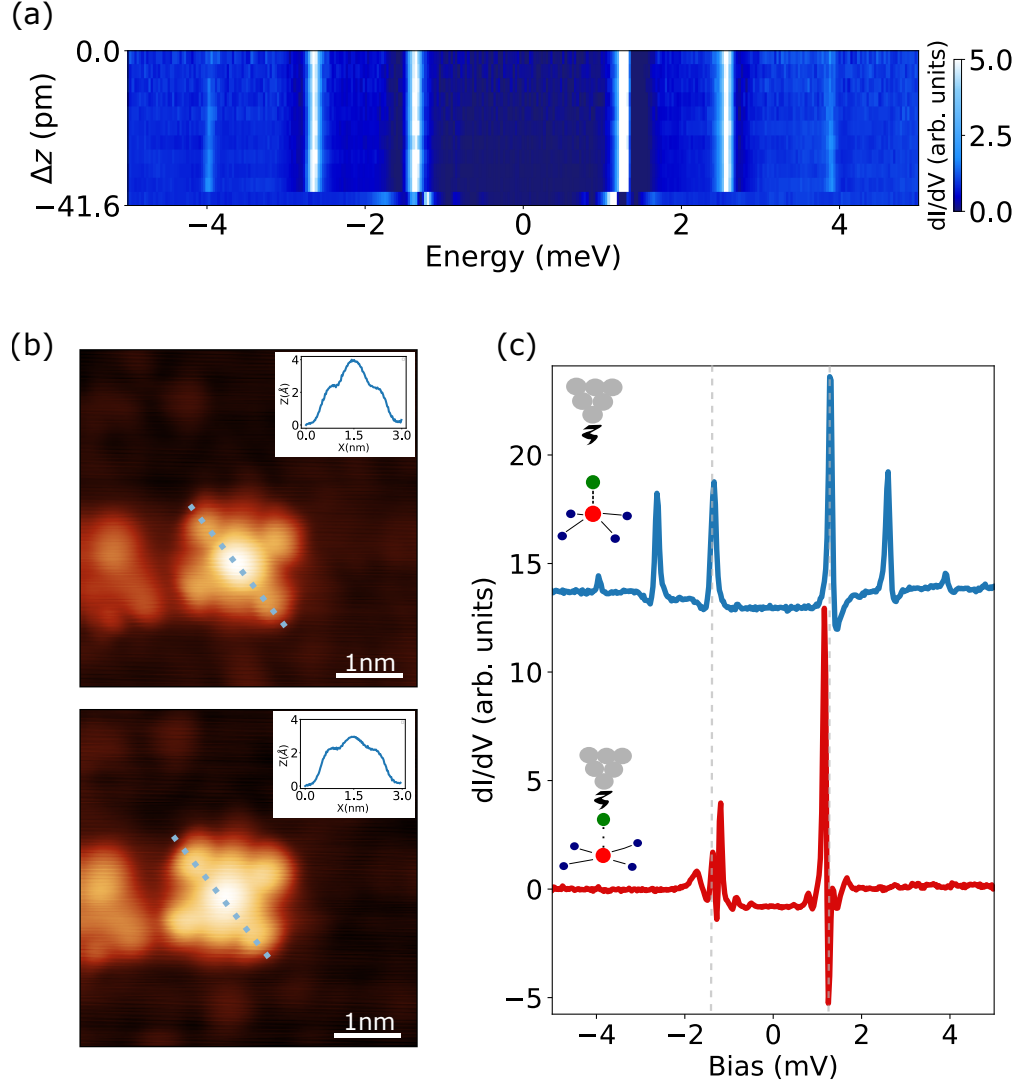 (a)
0.0
−41.6
Δz (pm)
−4
−2
0
2
4
Energy (meV)
5.0
2.5
0.0
dI/dV (arb. units)
(b)
4
2
0
Z(Å)
0.0
1.5
3.0
X(nm)
1nm
4
2
0
Z(Å)
0.0
1.5
3.0
X(nm)
1nm
(c)
20
15
10
5
0
−5
dI/dV (arb. units)
−4
−2
0
2
4
Bias (mV)